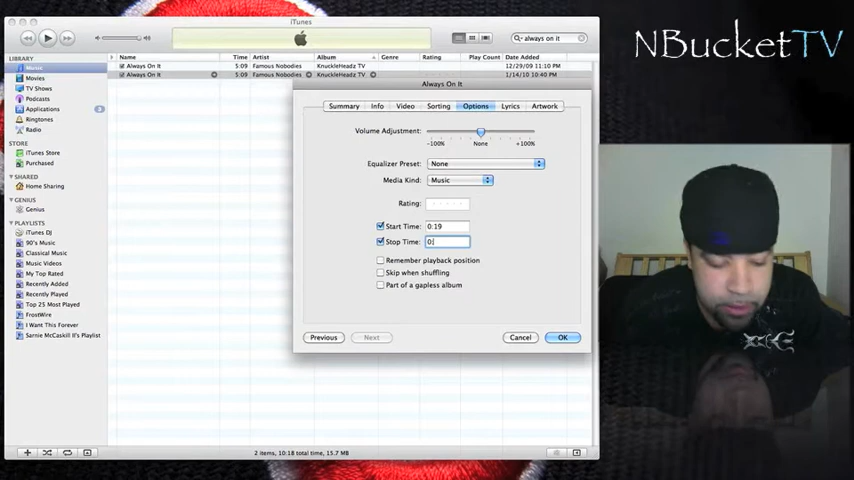 iTunes
always on it
NBucketTV
LIBRARY
Music
Movies
TV Shows
Podcasts
Applications
Ringtones
Radio
STORE
iTunes Store
Purchased
SHARED
Home Sharing
GENIUS
Genius
PLAYLISTS
iTunes DJ
90's Music
Classical Music
Music Videos
My Top Rated
Recently Added
Recently Played
Top 25 Most Played
FrostWire
I Want This Forever
Sarnie McCaskill II's Playlist
Name Time Artist Album Genre Rating Play Count Date Added
Always On It 5:09 Famous Nobodies KnuckleHeadz TV 12/29/09 11:10 PM
Always On It 5:09 Famous Nobodies KnuckleHeadz TV 1/14/10 10:40 PM
Always On It
Summary Info Video Sorting Options Lyrics Artwork
Volume Adjustment:
-100% None +100%
Equalizer Preset: None
Media Kind: Music
Rating:
Start Time: 0:19
Stop Time: 0:
Remember playback position
Skip when shuffling
Part of a gapless album
Previous Next Cancel OK
2 items, 10:18 total time, 15.7 MB